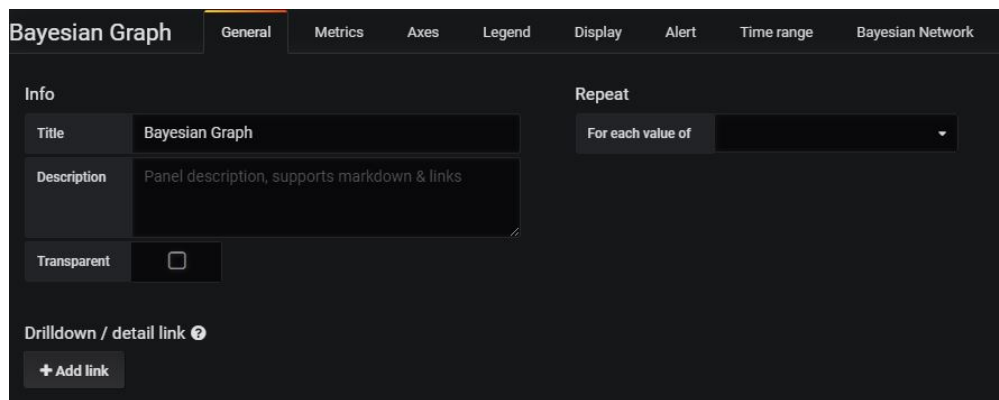 Bayesian Graph General Metrics Axes Legend Display Alert Time range Bayesian Network
Info
Title Bayesian Graph
Description Panel description, supports markdown & links
Transparent
Repeat
For each value of
Drilldown / detail link ?
+ Add link